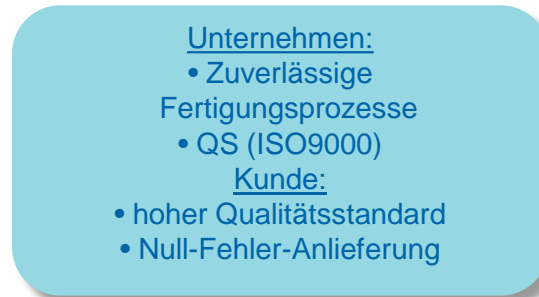 Unternehmen:
• Zuverlässige
Fertigungsprozesse
• QS (ISO9000)
Kunde:
• hoher Qualitätsstandard
• Null-Fehler-Anlieferung